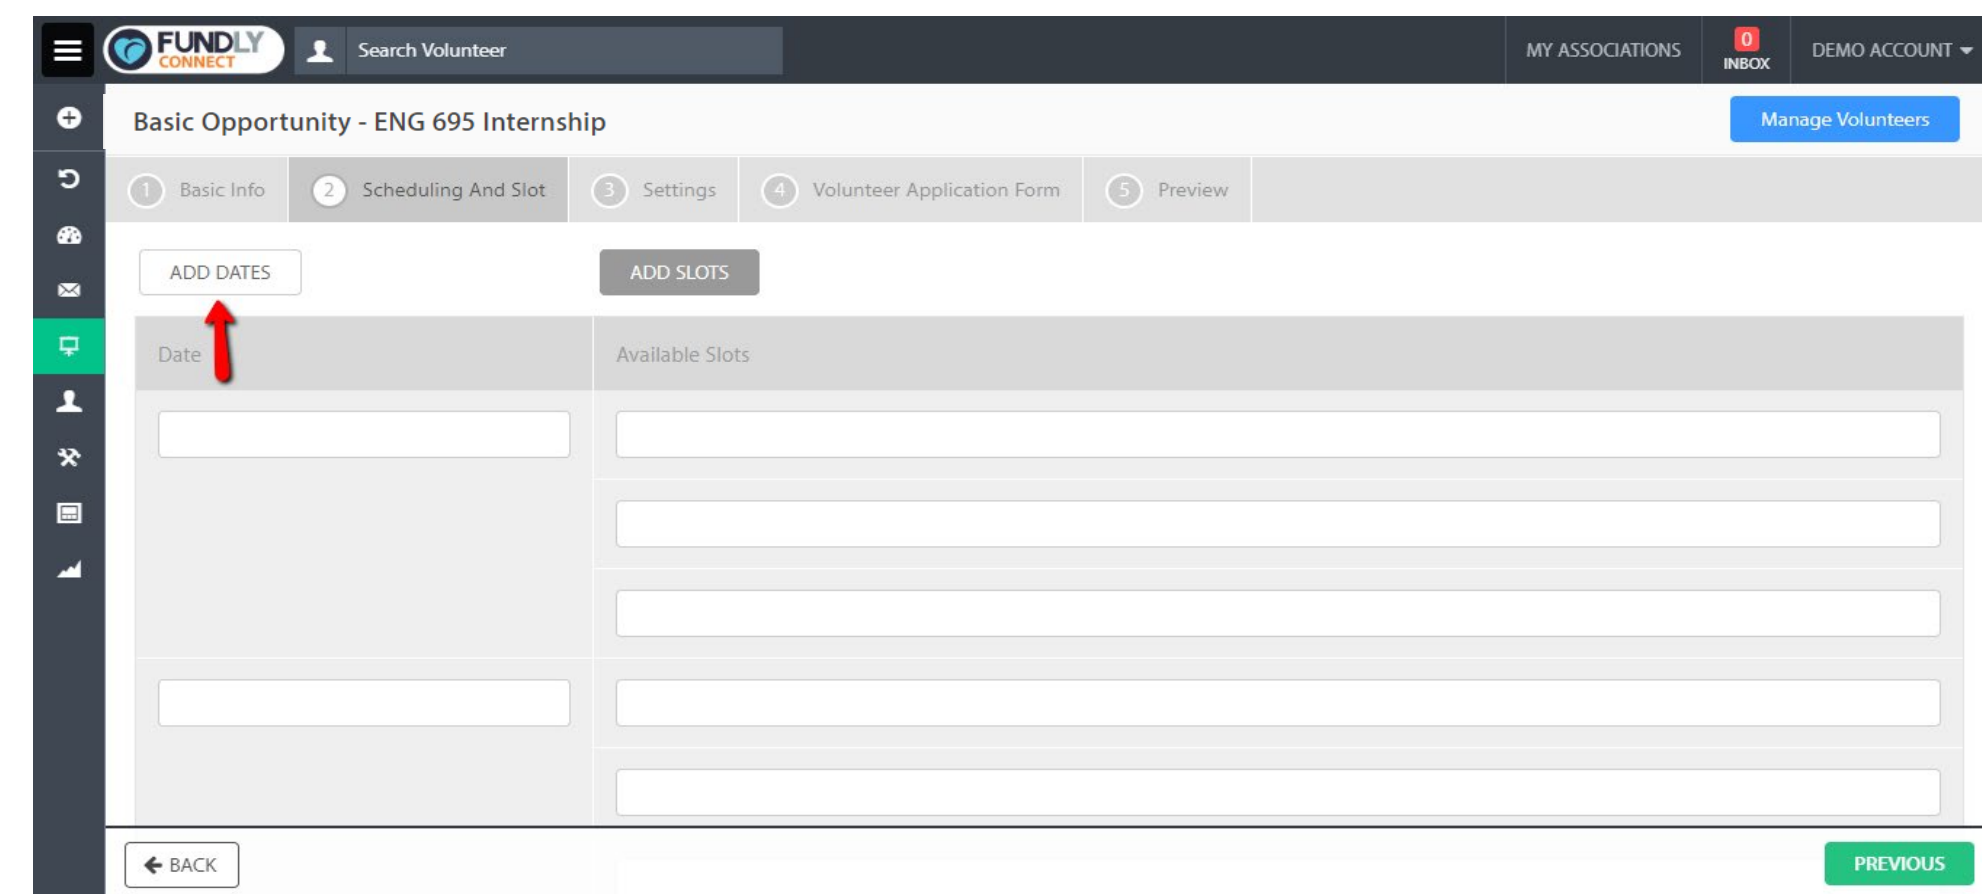 FUNDLY
CONNECT
Search Volunteer
MY ASSOCIATIONS
0
INBOX
DEMO ACCOUNT
Basic Opportunity - ENG 695 Internship
Manage Volunteers
1 Basic Info
2 Scheduling And Slot
3 Settings
4 Volunteer Application Form
5 Preview
ADD DATES
ADD SLOTS
Date
Available Slots
BACK
PREVIOUS